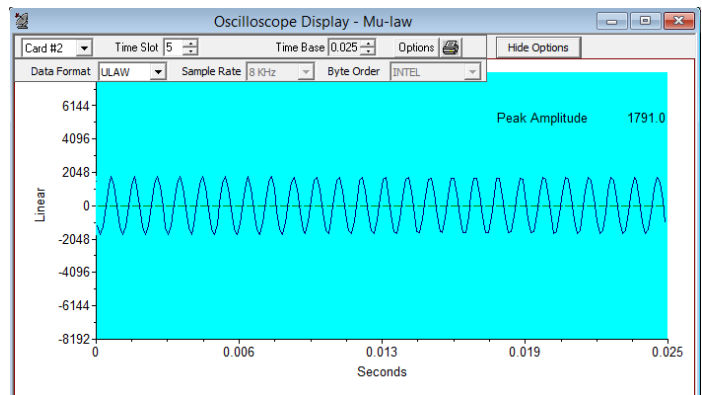 Oscilloscope Display - Mu-law
Card #2 Time Slot 5 Time Base 0.025 Options Hide Options
Data Format ULAW Sample Rate 8 KHz Byte Order INTEL
Peak Amplitude 1791.0
6144
4096
2048
0
-2048
-4096
-6144
-8192
Linear
0 0.006 0.013 0.019 0.025
Seconds